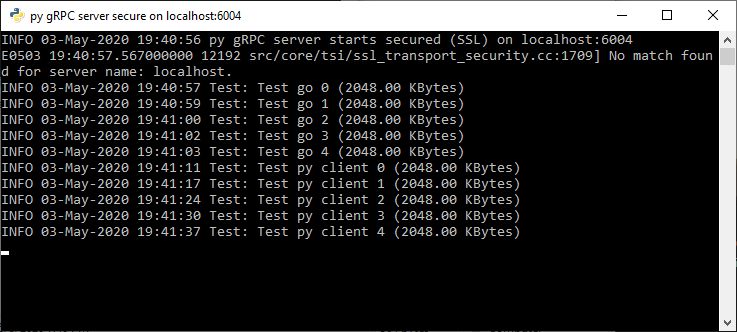 py gRPC server secure on localhost:6004
INFO 03-May-2020 19:40:56 py gRPC server starts secured (SSL) on localhost:6004
E0503 19:40:57.567000000 12192 src/core/tsi/ssl_transport_security.cc:1709] No match foun
d for server name: localhost.
INFO 03-May-2020 19:40:57 Test: Test go 0 (2048.00 KBytes)
INFO 03-May-2020 19:40:59 Test: Test go 1 (2048.00 KBytes)
INFO 03-May-2020 19:41:00 Test: Test go 2 (2048.00 KBytes)
INFO 03-May-2020 19:41:02 Test: Test go 3 (2048.00 KBytes)
INFO 03-May-2020 19:41:03 Test: Test go 4 (2048.00 KBytes)
INFO 03-May-2020 19:41:11 Test: Test py client 0 (2048.00 KBytes)
INFO 03-May-2020 19:41:17 Test: Test py client 1 (2048.00 KBytes)
INFO 03-May-2020 19:41:24 Test: Test py client 2 (2048.00 KBytes)
INFO 03-May-2020 19:41:30 Test: Test py client 3 (2048.00 KBytes)
INFO 03-May-2020 19:41:37 Test: Test py client 4 (2048.00 KBytes)